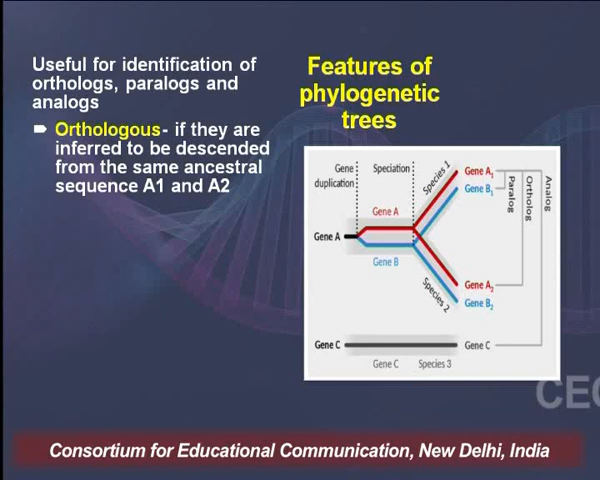 Useful for identification of
orthologs, paralogs and
analogs
Orthologous- if they are
inferred to be descended
from the same ancestral
sequence A1 and A2
Features of
phylogenetic
trees
Gene
duplication
Speciation
Species 1
Gene A1
Gene B1
Paralog
Ortholog
Analog
Gene A
Gene A
Gene B
Species 2
Gene A2
Gene B2
Gene C
Gene C
Gene C Species 3
CEC
Consortium for Educational Communication, New Delhi, India